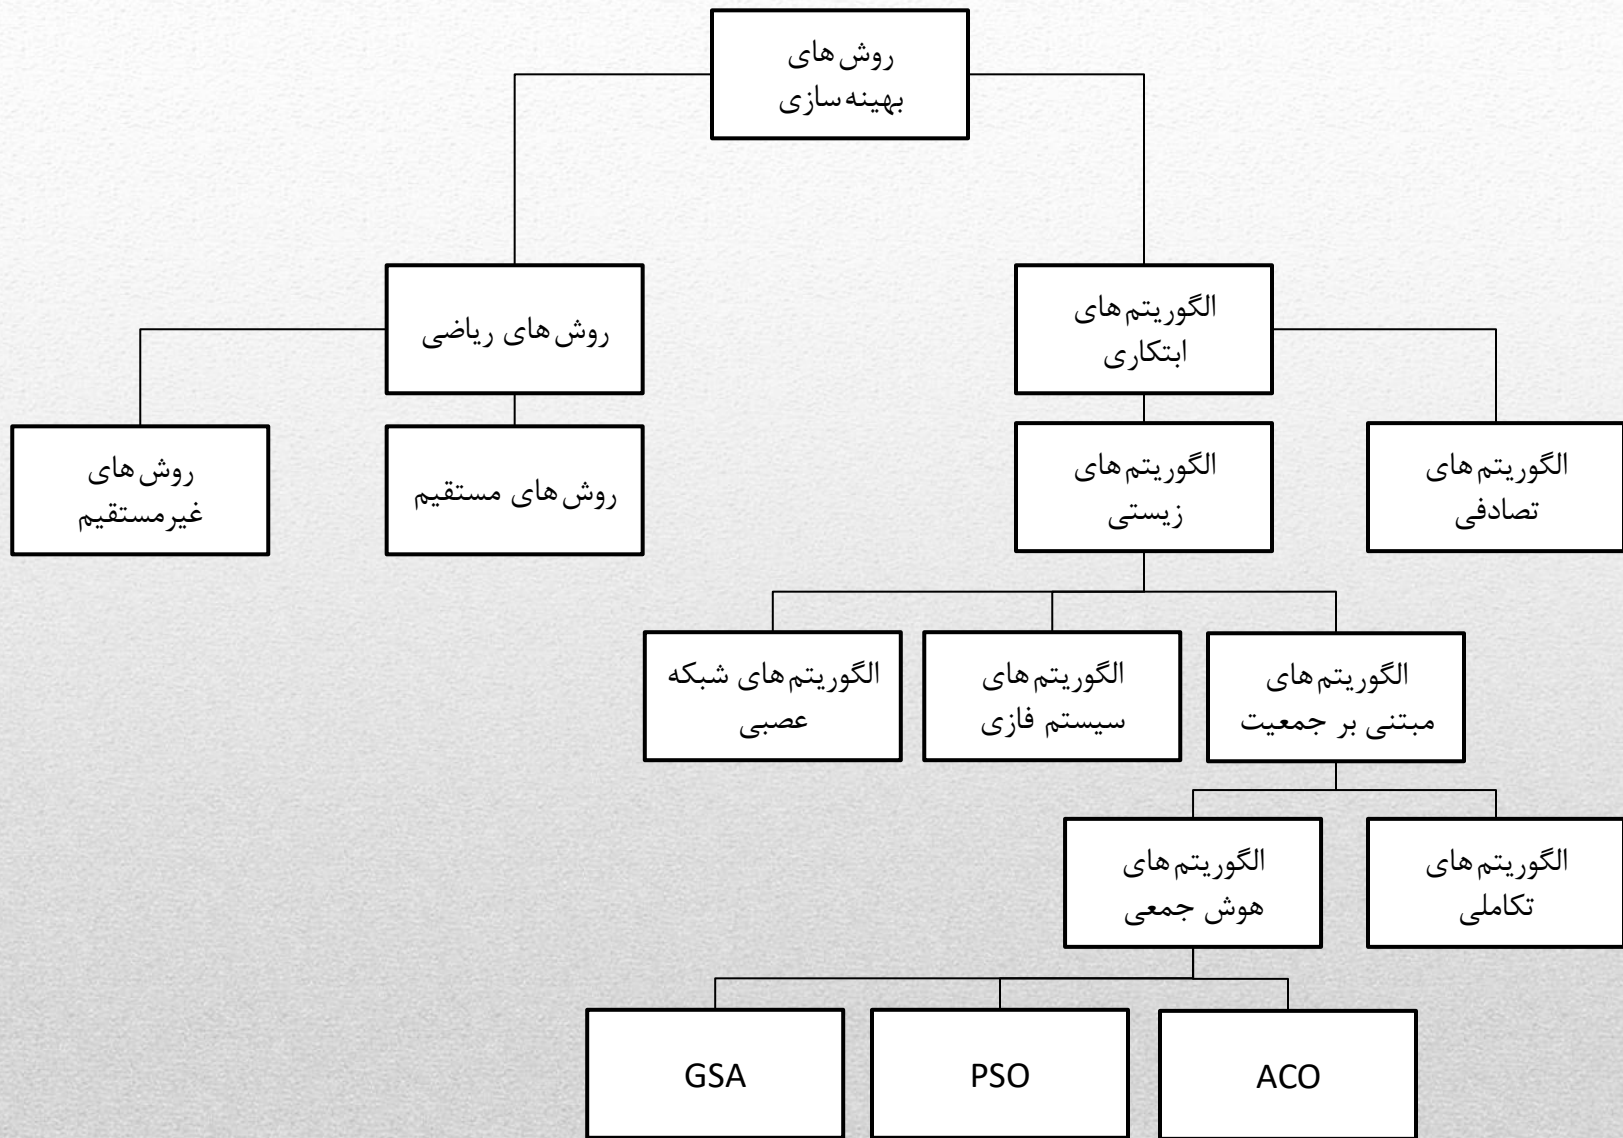 روش های
بهینه سازی
الگوریتم های
ابتکاری
روش های ریاضی
الگوریتم های
تصادفی
الگوریتم های
زیستی
روش های مستقیم
روش های
غیرمستقیم
الگوریتم های
مبتنی بر جمعیت
الگوریتم های
سیستم فازی
الگوریتم های شبکه
عصبی
الگوریتم های
تکاملی
الگوریتم های
هوش جمعی
ACO
PSO
GSA